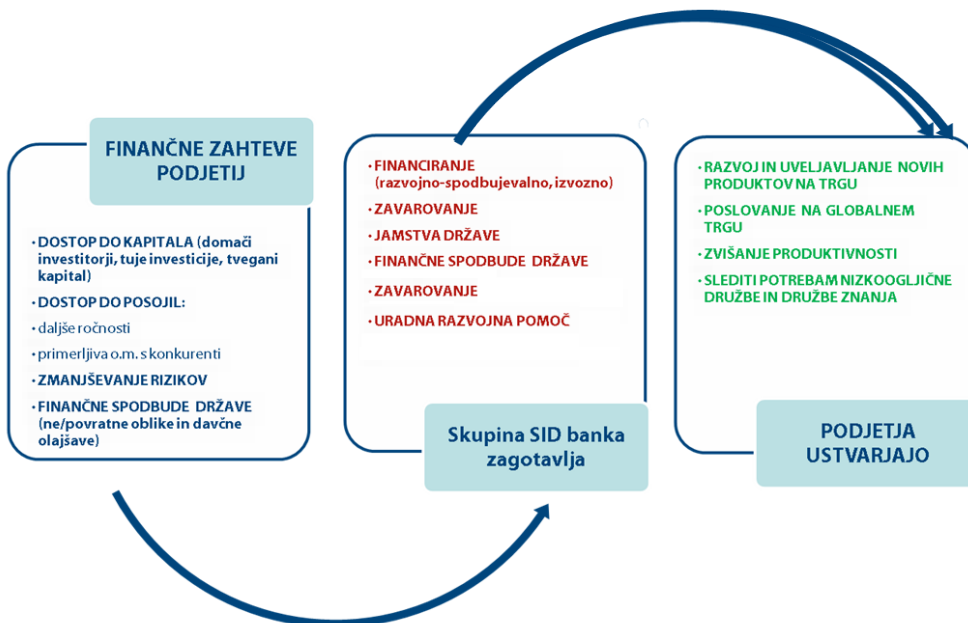 FINANČNE ZAHTEVE
PODJETIJ
• DOSTOP DO KAPITALA (domači
investitorji, tuje investicije, tvegani
kapital)
• DOSTOP DO POSOJIL:
• daljše ročnosti
• primerljiva o.m. s konkurenti
• ZMANJŠEVANJE RIZIKOV
• FINANČNE SPODBUDE DRŽAVE
(ne/povratne oblike in davčne
olajšave)
• FINANCIRANJE
(razvojno-spodbujevalno, izvozno)
• ZAVAROVANJE
• JAMSTVA DRŽAVE
• FINANČNE SPODBUDE DRŽAVE
• ZAVAROVANJE
• URADNA RAZVOJNA POMOČ
Skupina SID banka
zagotavlja
• RAZVOJ IN UVELJAVLJANJE NOVIH
PRODUKTOV NA TRGU
• POSLOVANJE NA GLOBALNEM
TRGU
• ZVIŠANJE PRODUKTIVNOSTI
• SLEDITI POTREBAM NIZKOOGLJIČNE
DRUŽBE IN DRUŽBE ZNANJA
PODJETJA
USTVARJAJO